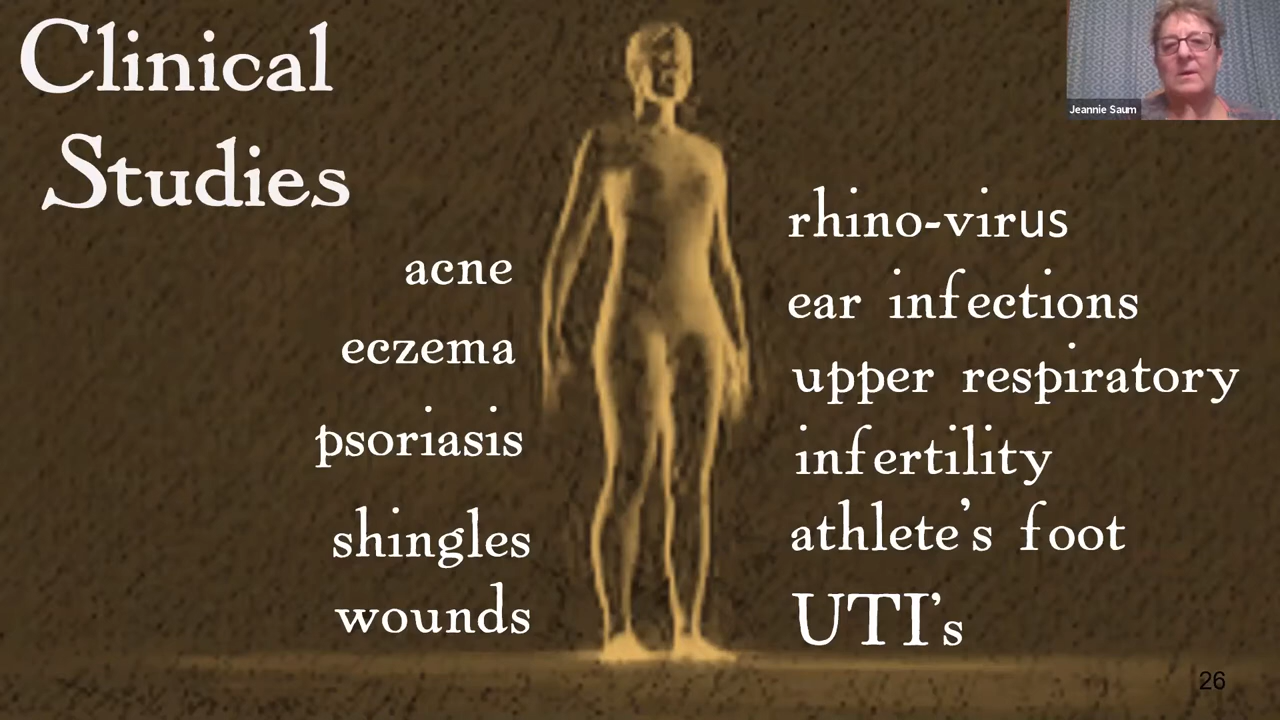 Clinical
Studies
acne
eczema
psoriasis
shingles
wounds
rhino-virus
ear infections
upper respiratory
infertility
athlete's foot
UTI's
Jeannie Saum
26